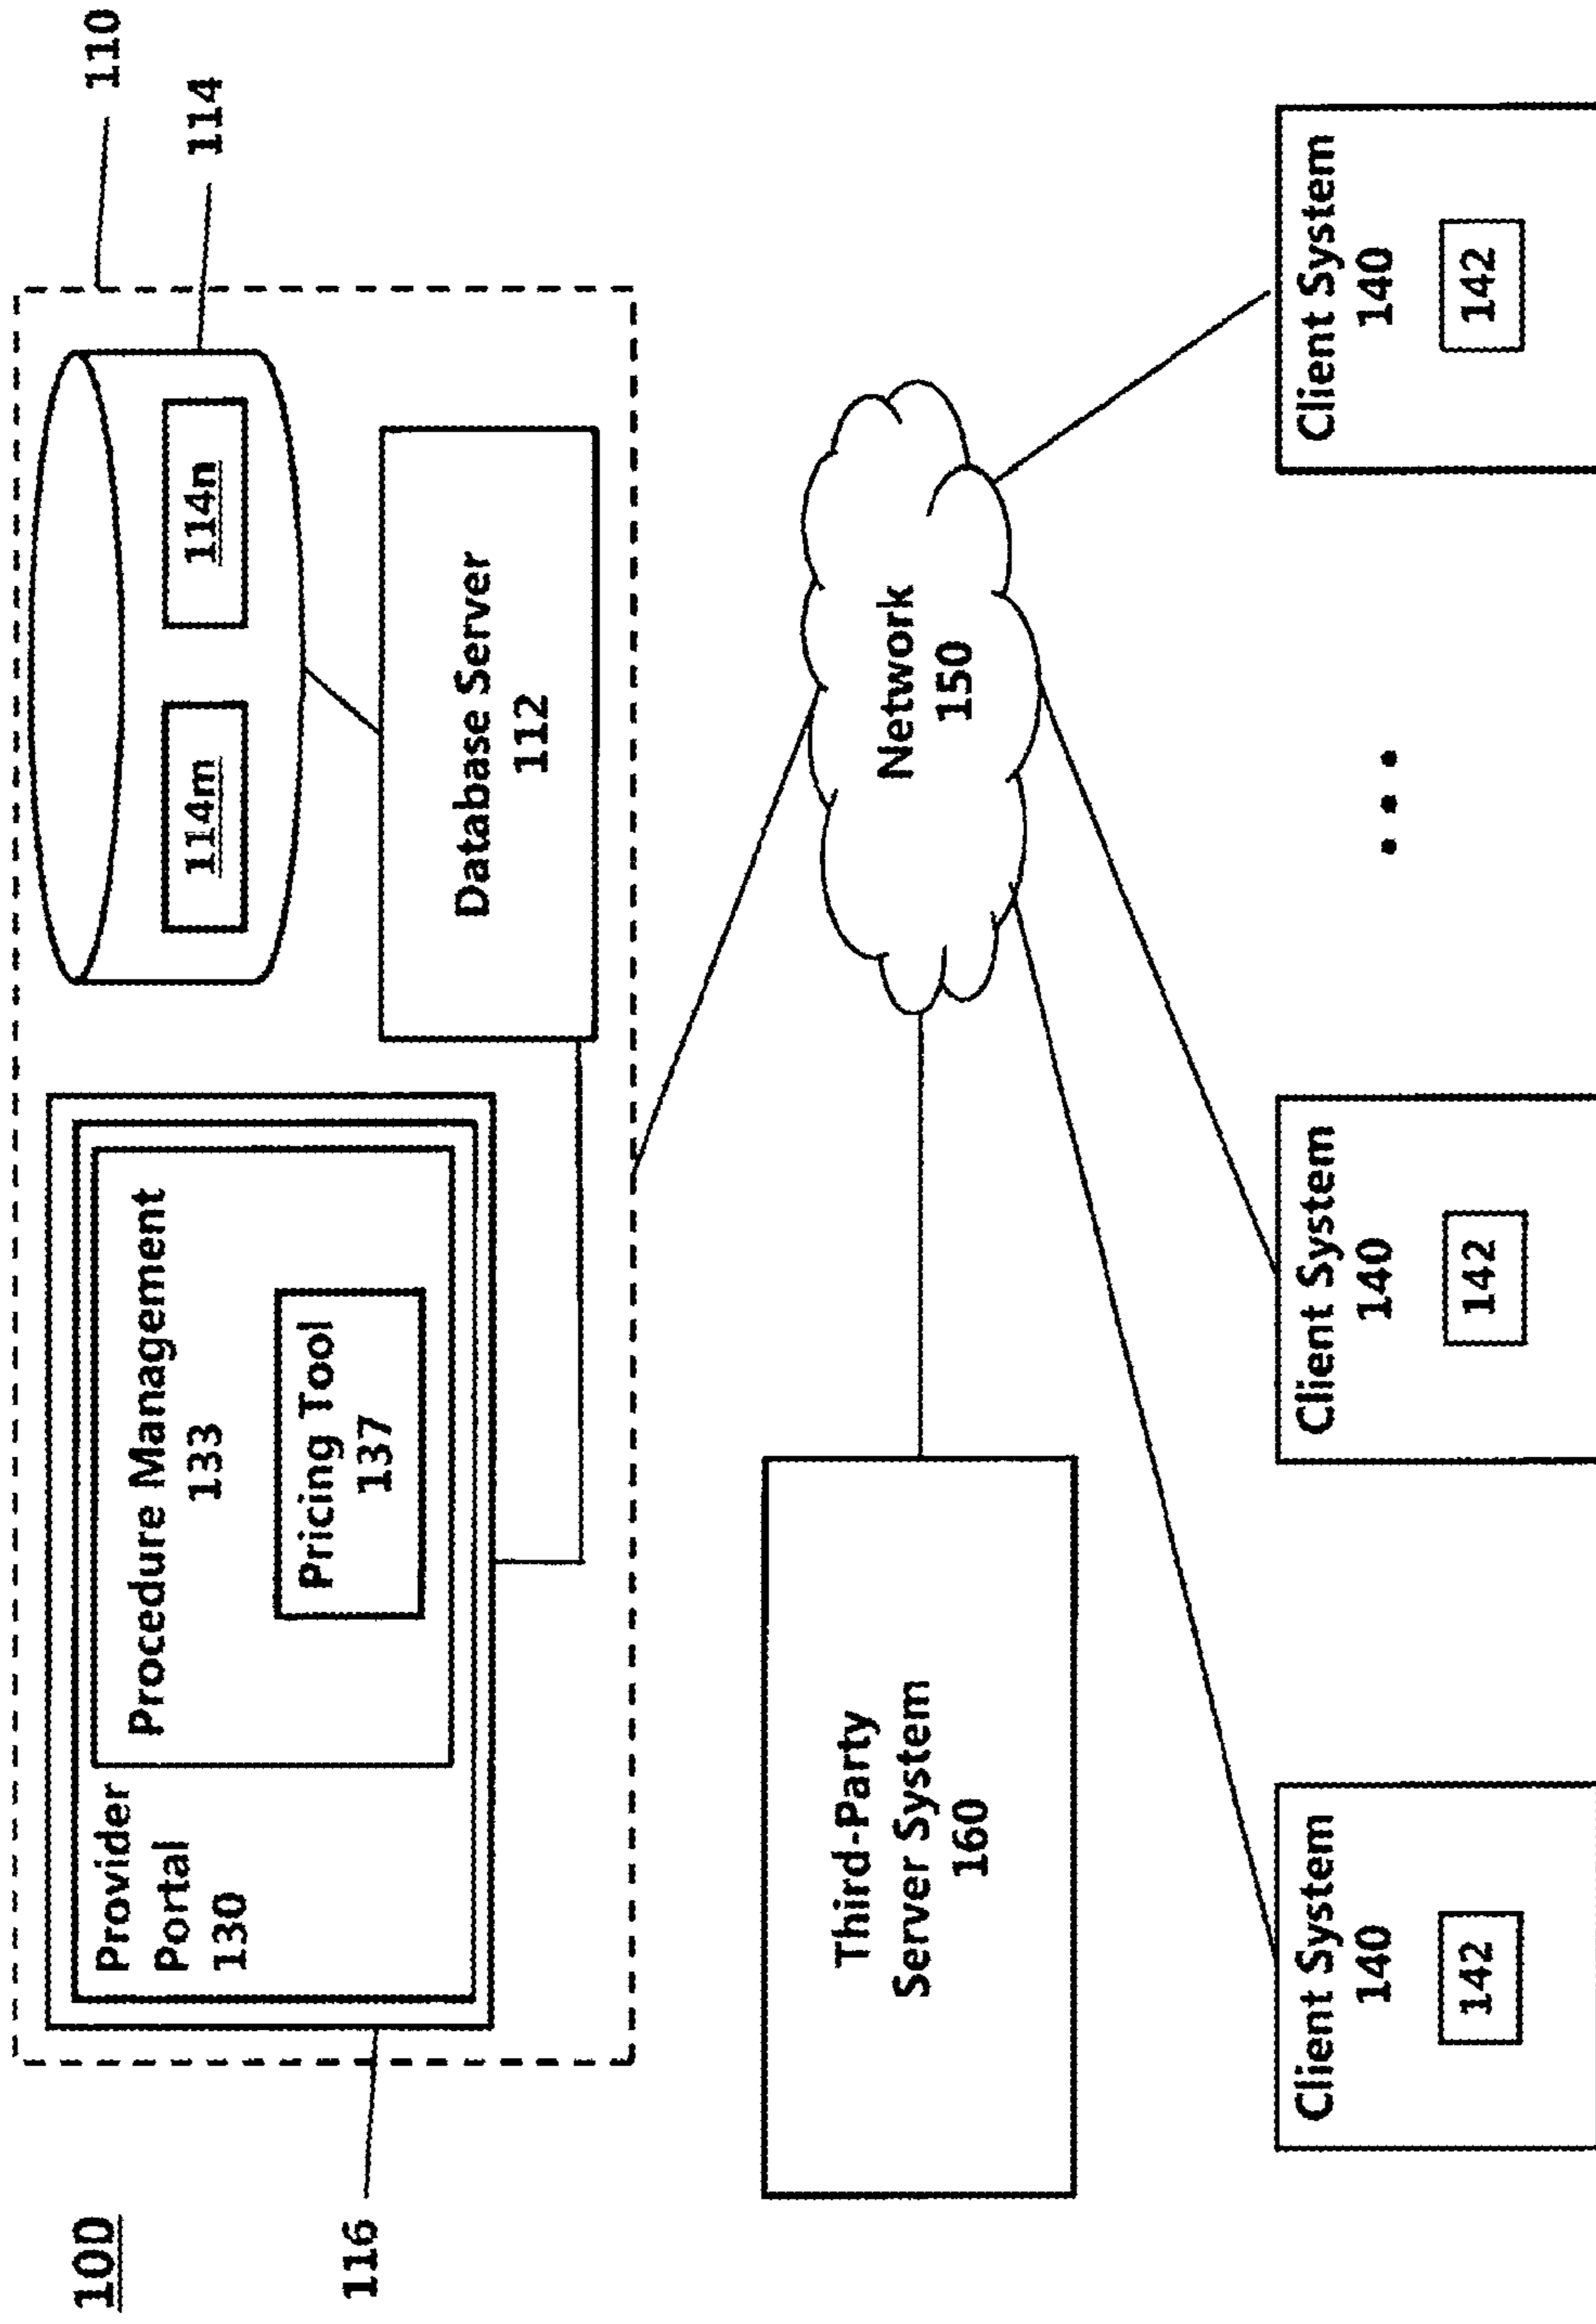 100
110
114
116
Provider
Portal
130
Procedure Management
133
Pricing Tool
137
114m
114n
Database Server
112
Third-Party
Server System
160
Network
150
Client System
140
142
Client System
140
142
Client System
140
142